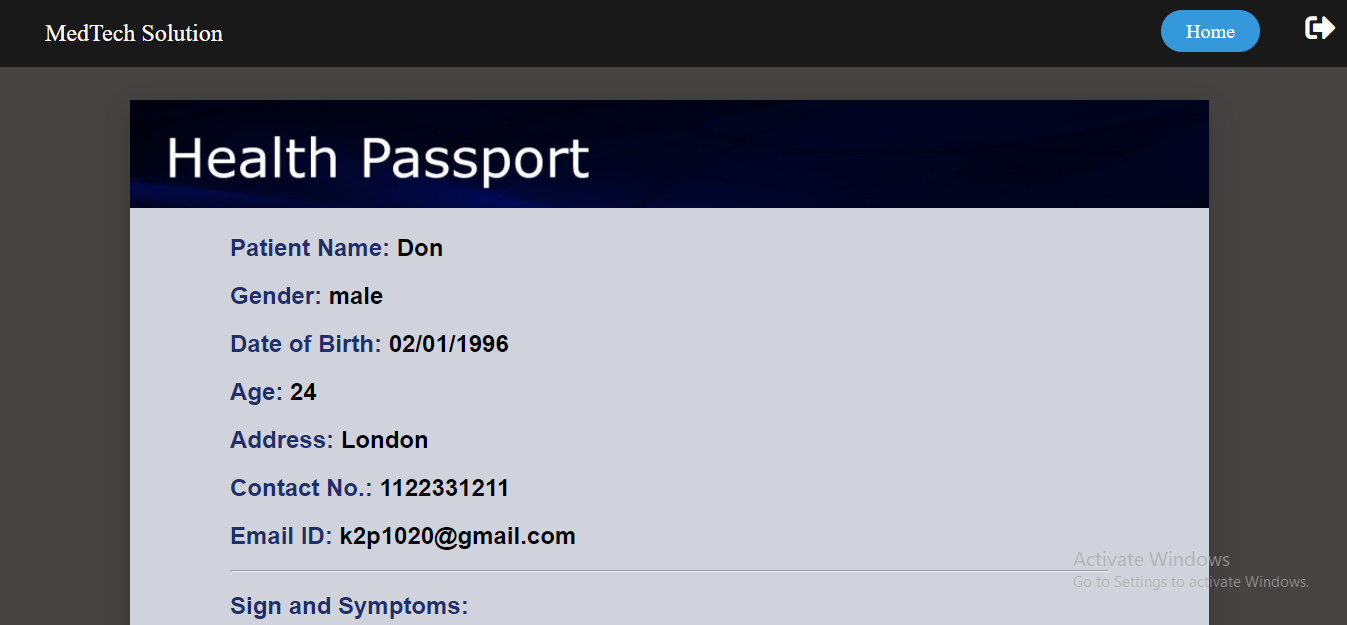 MedTech Solution
Home
Health Passport
Patient Name: Don
Gender: male
Date of Birth: 02/01/1996
Age: 24
Address: London
Contact No.: 1122331211
Email ID: k2p1020@gmail.com
Activate Windows
Go to Settings to activate Windows.
Sign and Symptoms: